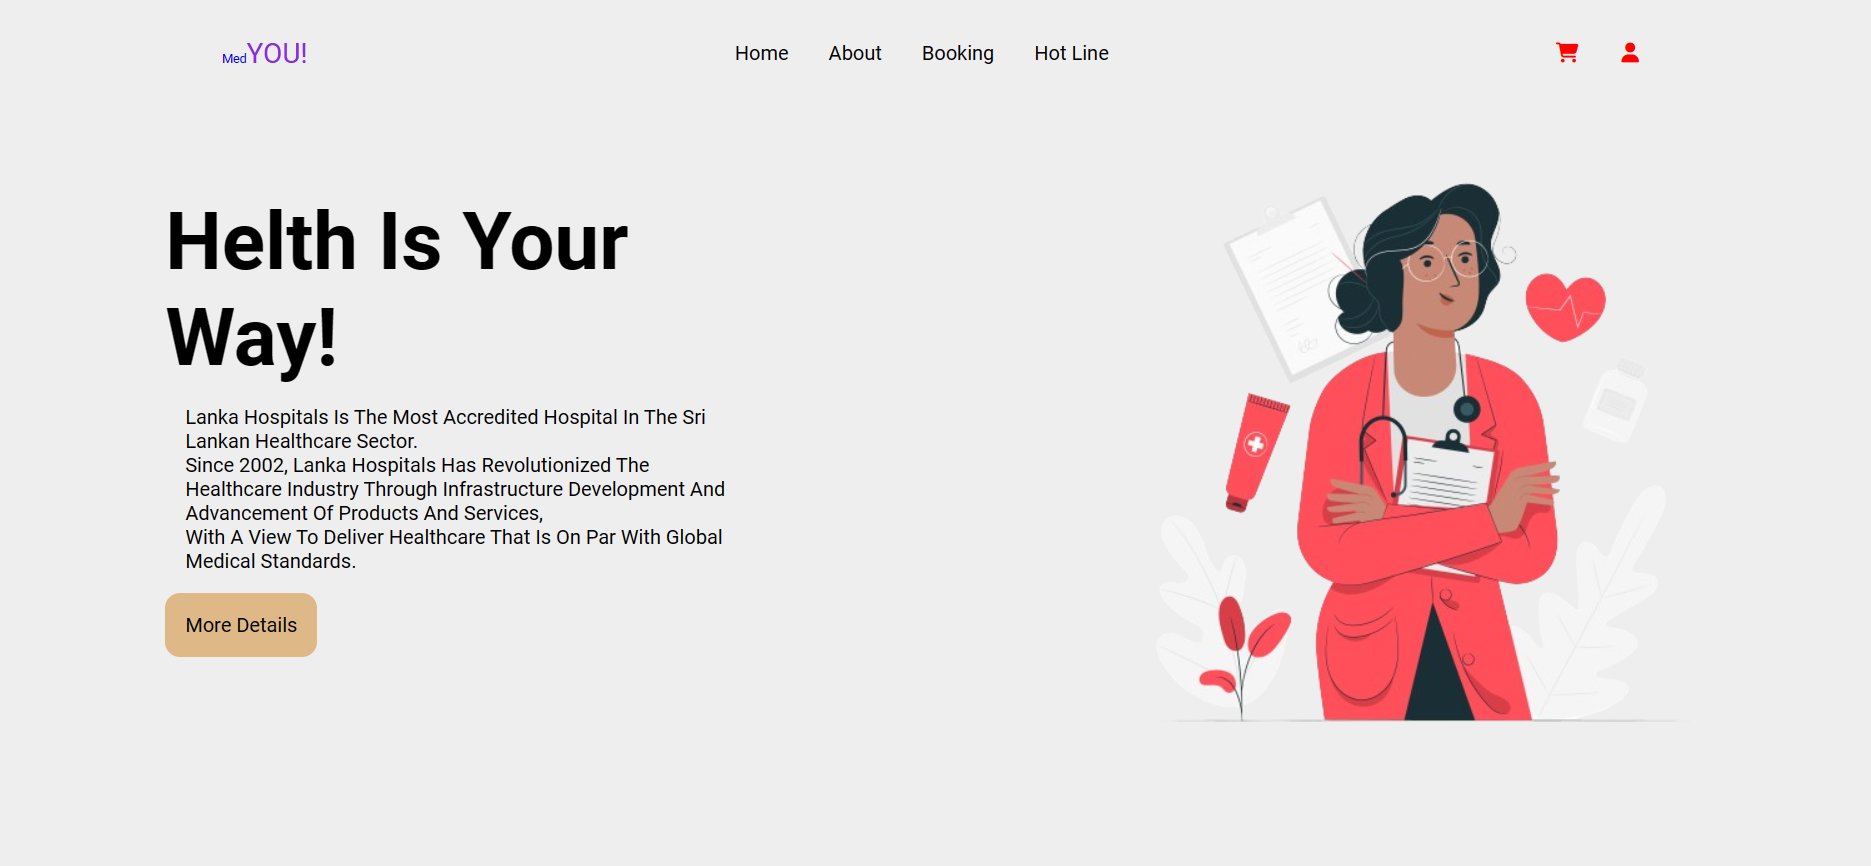 MedYOU!
Home About Booking Hot Line
Helth Is Your
Way!
Lanka Hospitals Is The Most Accredited Hospital In The Sri
Lankan Healthcare Sector.
Since 2002, Lanka Hospitals Has Revolutionized The
Healthcare Industry Through Infrastructure Development And
Advancement Of Products And Services,
With A View To Deliver Healthcare That Is On Par With Global
Medical Standards.
More Details